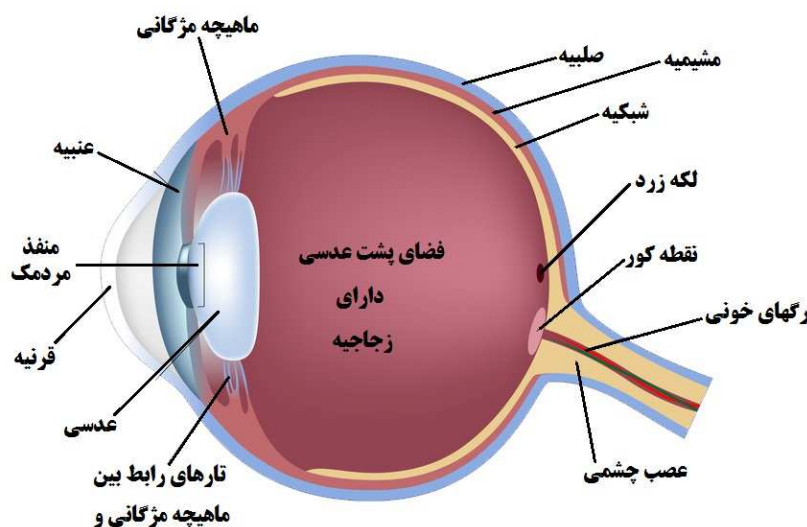 ماهیچه مژگانی
صلبیه
مشیمیه
شبکیه
عنبیه
لکه زرد
منفذ
مردمک
نقطه کور
فضای پشت عدسی
دارای
زجاجیه
رگهای خونی
قرنیه
عدسی
عصب چشمی
تارهای رابط بین
ماهیچه مژگانی و